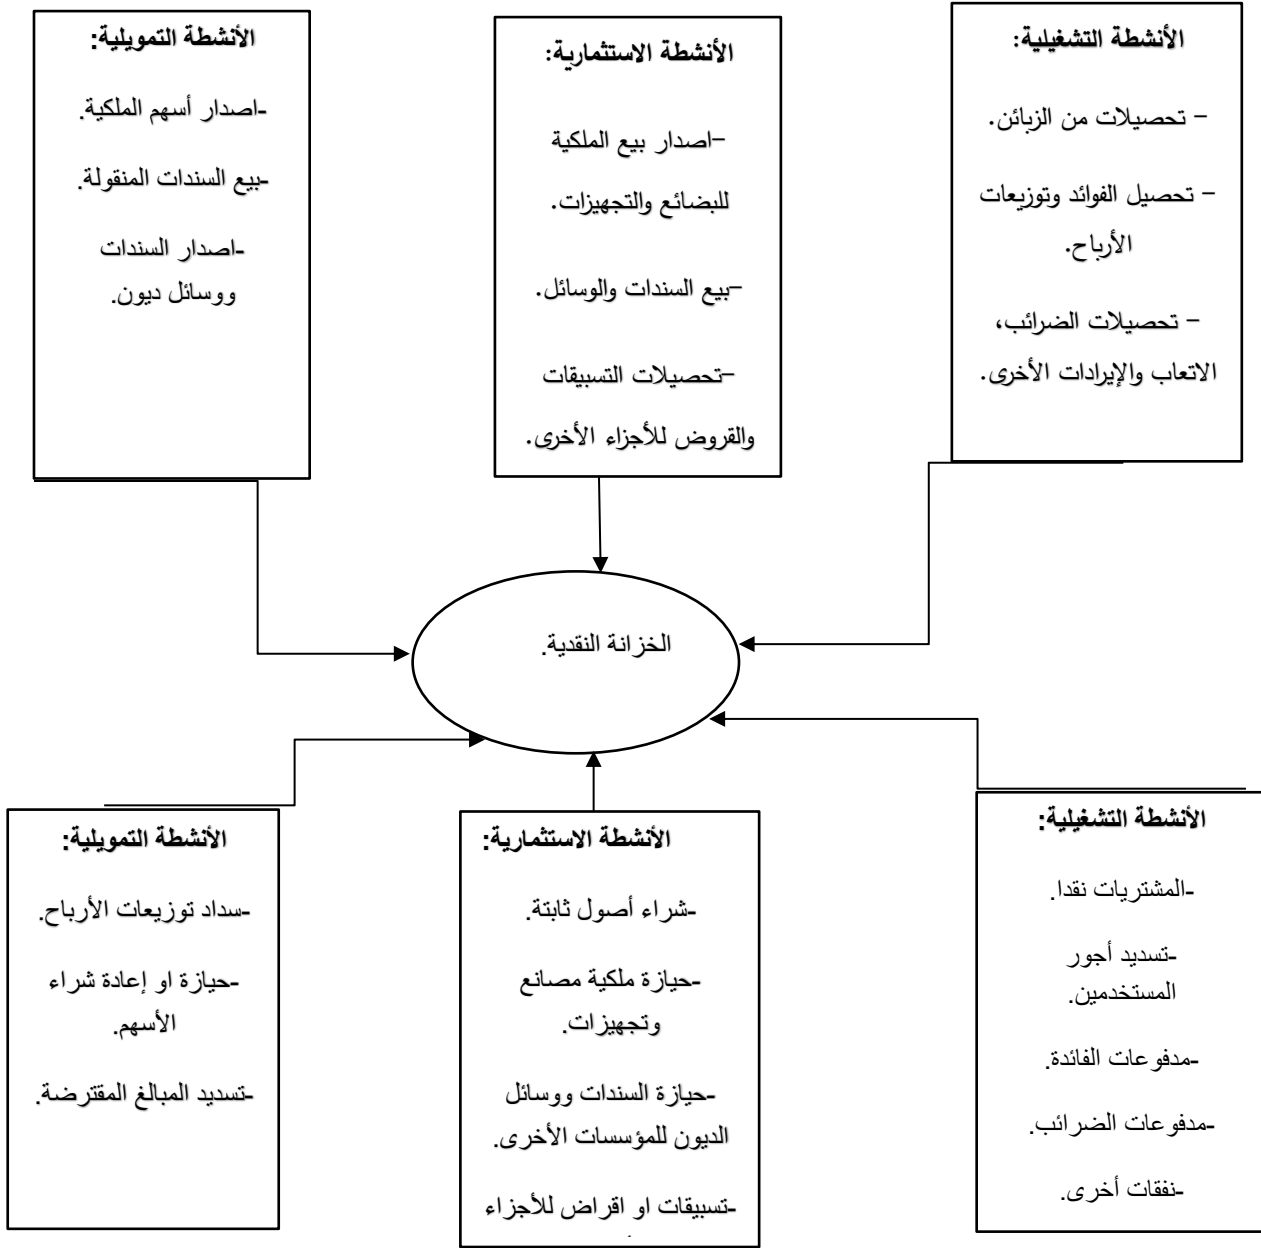 الأنشطة التشغيلية:
– تحصيلات من الزبائن.
– تحصيل الفوائد وتوزيعات
الأرباح.
– تحصيلات الضرائب،
الاتعاب والإيرادات الأخرى.
الأنشطة الاستثمارية:
–اصدار بيع الملكية
للبضائع والتجهيزات.
–بيع السندات والوسائل.
–تحصيلات التسبيقات
والقروض للأجزاء الأخرى.
الأنشطة التمويلية:
-اصدار أسهم الملكية.
-بيع السندات المنقولة.
-اصدار السندات
ووسائل ديون.
الخزانة النقدية.
الأنشطة التشغيلية:
-المشتريات نقدا.
-تسديد أجور
المستخدمين.
-مدفوعات الفائدة.
-مدفوعات الضرائب.
-نفقات أخرى.
الأنشطة الاستثمارية:
-شراء أصول ثابتة.
-حيازة ملكية مصانع
وتجهيزات.
-حيازة السندات ووسائل
الديون للمؤسسات الأخرى.
-تسبيقات او اقراض للأجزاء
الأنشطة التمويلية:
-سداد توزيعات الأرباح.
-حيازة او إعادة شراء
الأسهم.
-تسديد المبالغ المقترضة.